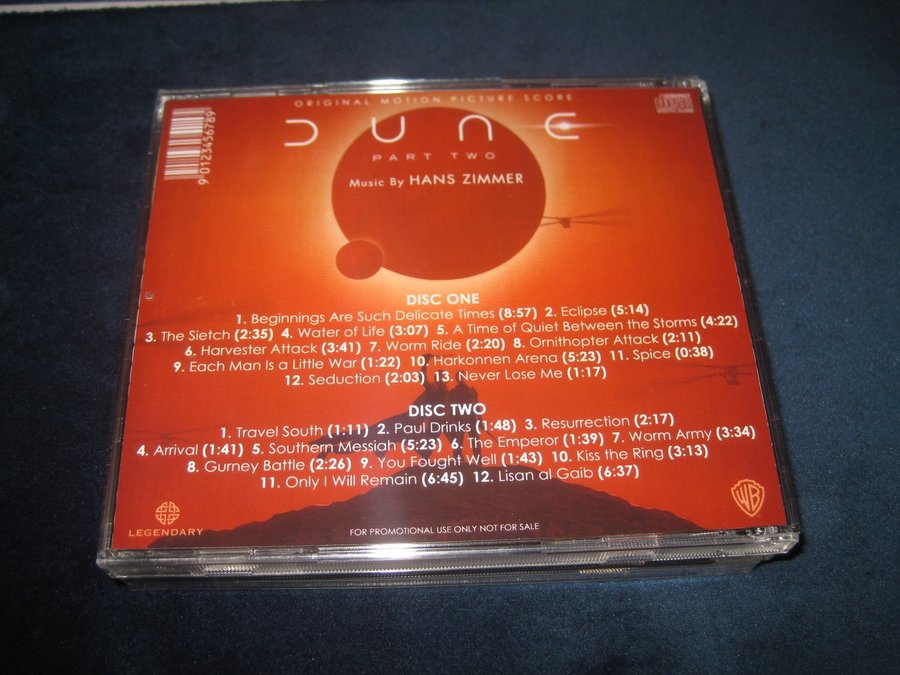 ORIGINAL MOTION PICTURE SCORE
DUNE
PART TWO
Music By HANS ZIMMER
9 0123456789
DISC ONE
1. Beginnings Are Such Delicate Times (8:57) 2. Eclipse (5:14)
3. The Sietch (2:35) 4. Water of Life (3:07) 5. A Time of Quiet Between the Storms (4:22)
6. Harvester Attack (3:41) 7. Worm Ride (2:20) 8. Ornithopter Attack (2:11)
9. Each Man Is a Little War (1:22) 10. Harkonnen Arena (5:23) 11. Spice (0:38)
12. Seduction (2:03) 13. Never Lose Me (1:17)
DISC TWO
1. Travel South (1:11) 2. Paul Drinks (1:48) 3. Resurrection (2:17)
4. Arrival (1:41) 5. Southern Messiah (5:23) 6. The Emperor (1:39) 7. Worm Army (3:34)
8. Gurney Battle (2:26) 9. You Fought Well (1:43) 10. Kiss the Ring (3:13)
11. Only I Will Remain (6:45) 12. Lisan al Gaib (6:37)
LEGENDARY
FOR PROMOTIONAL USE ONLY NOT FOR SALE
WB